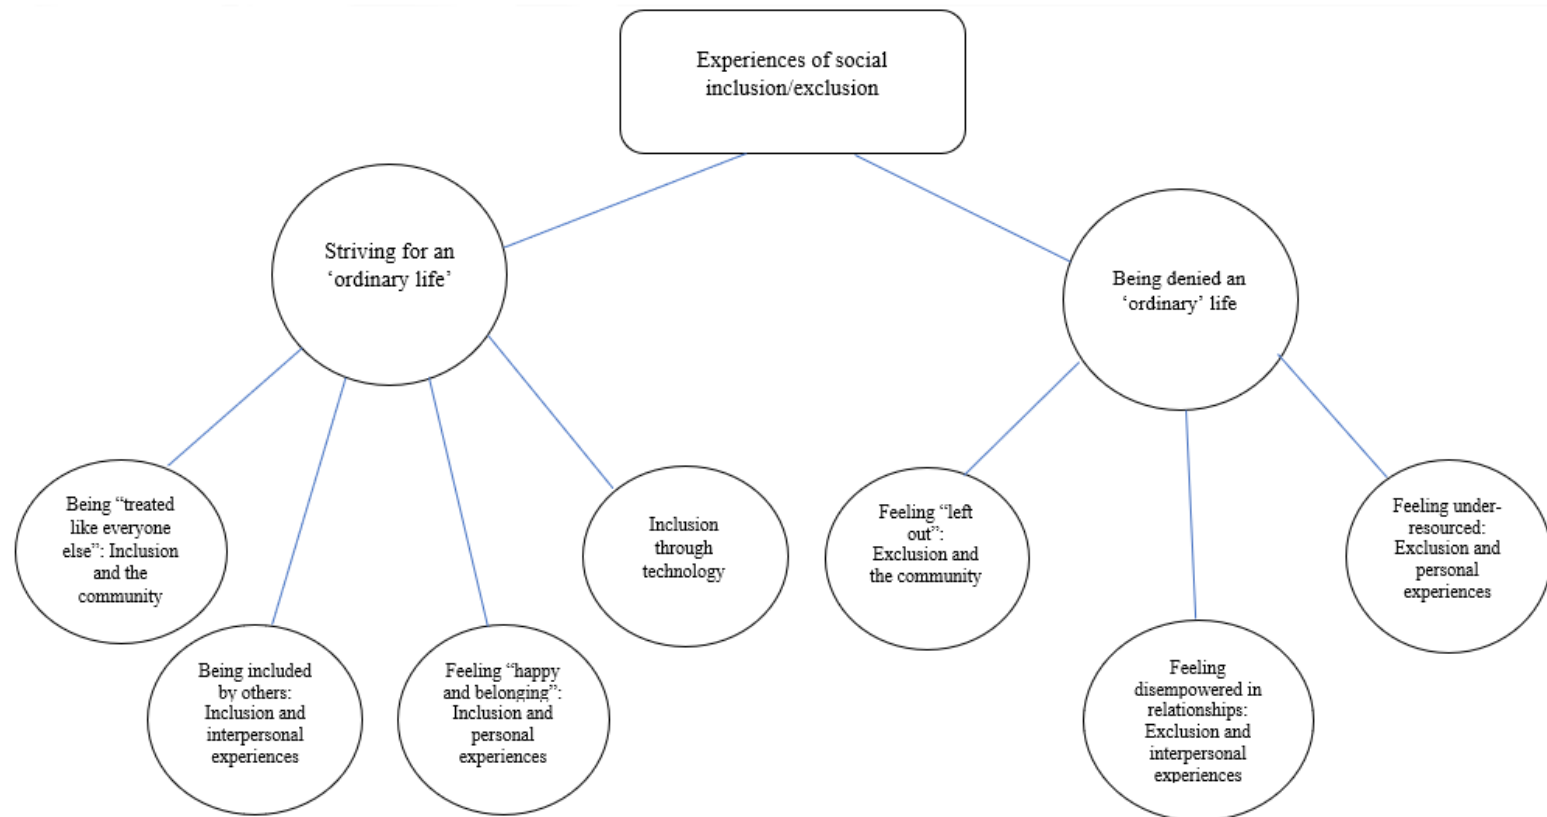 Experiences of social
inclusion/exclusion
Striving for an
‘ordinary life’
Being denied an
‘ordinary’ life
Being “treated
like everyone
else”: Inclusion
and the
community
Being included
by others:
Inclusion and
interpersonal
experiences
Feeling “happy
and belonging”:
Inclusion and
personal
experiences
Inclusion
through
technology
Feeling “left
out”:
Exclusion and
the community
Feeling
disempowered in
relationships:
Exclusion and
interpersonal
experiences
Feeling under-
resourced:
Exclusion and
personal
experiences